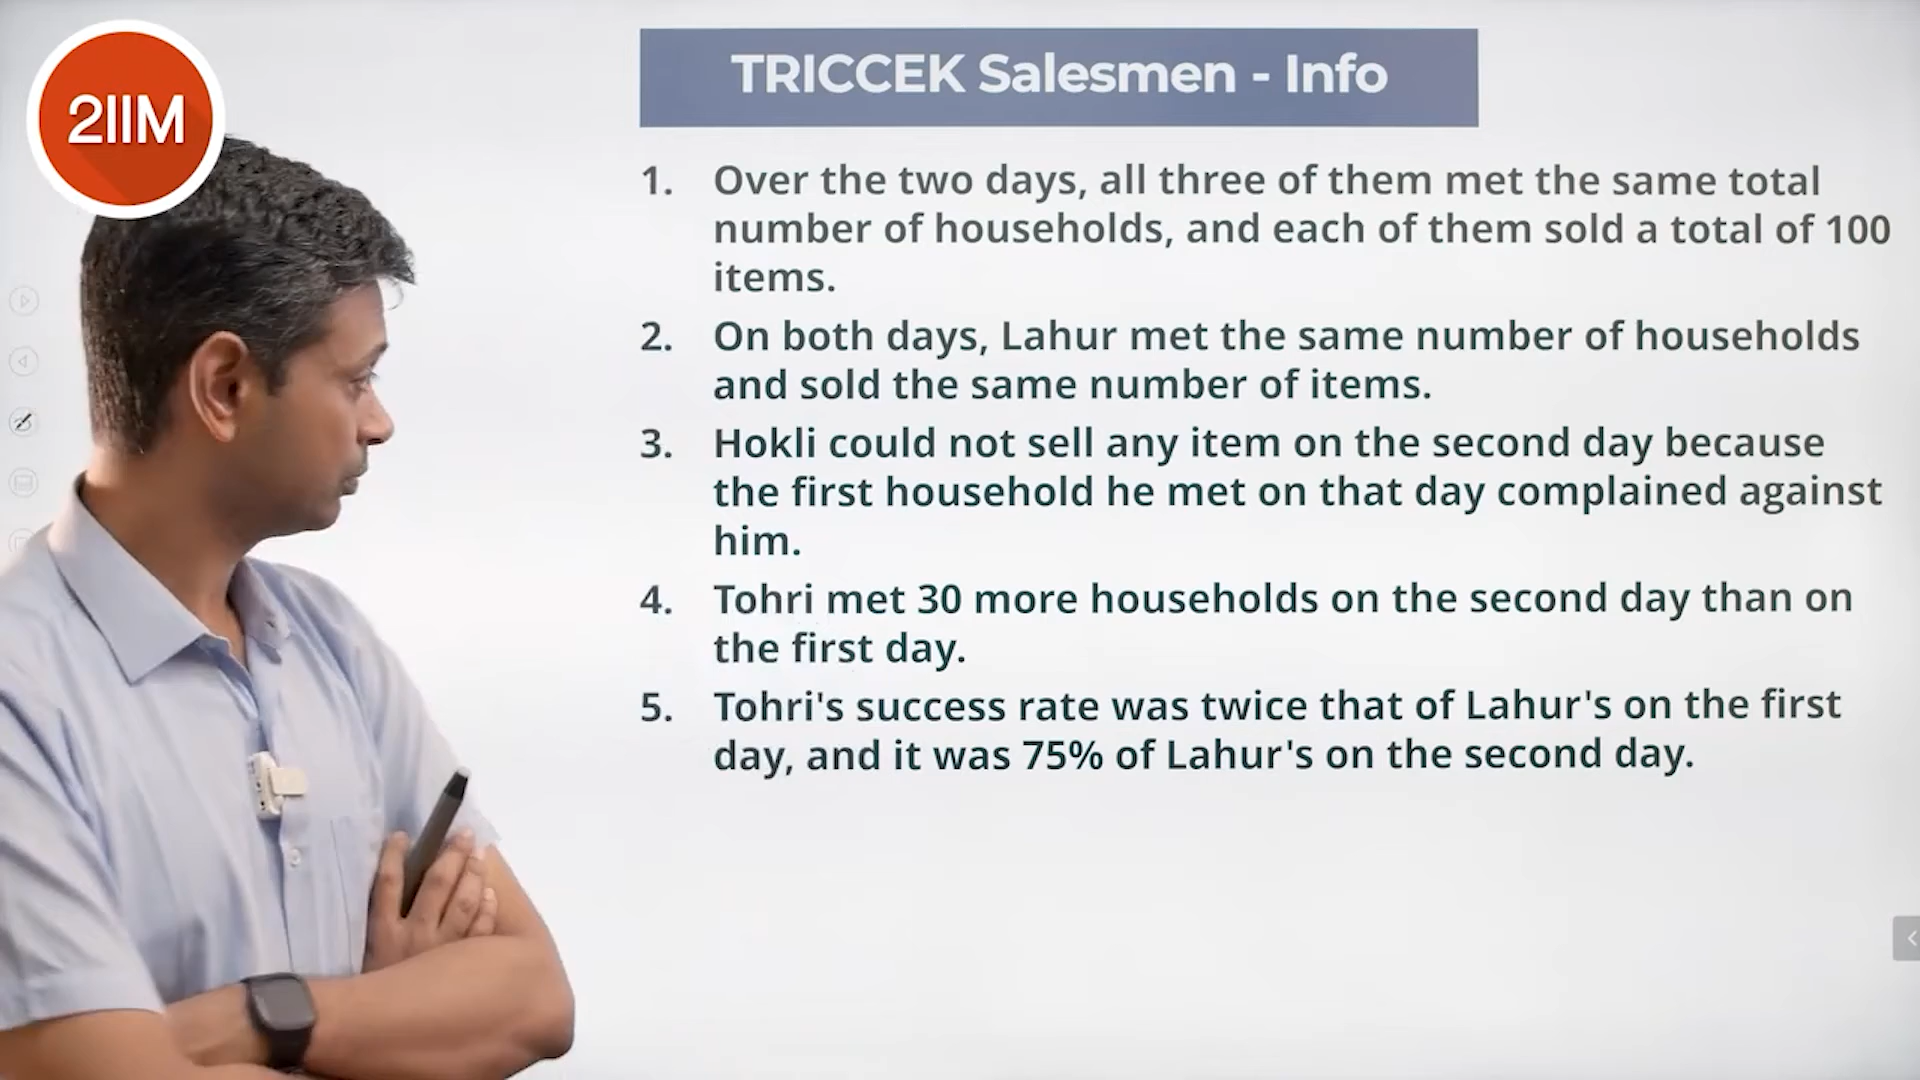 2IIM
TRICCEK Salesmen - Info
1. Over the two days, all three of them met the same total
number of households, and each of them sold a total of 100
items.
2. On both days, Lahur met the same number of households
and sold the same number of items.
3. Hokli could not sell any item on the second day because
the first household he met on that day complained against
him.
4. Tohri met 30 more households on the second day than on
the first day.
5. Tohri's success rate was twice that of Lahur's on the first
day, and it was 75% of Lahur's on the second day.